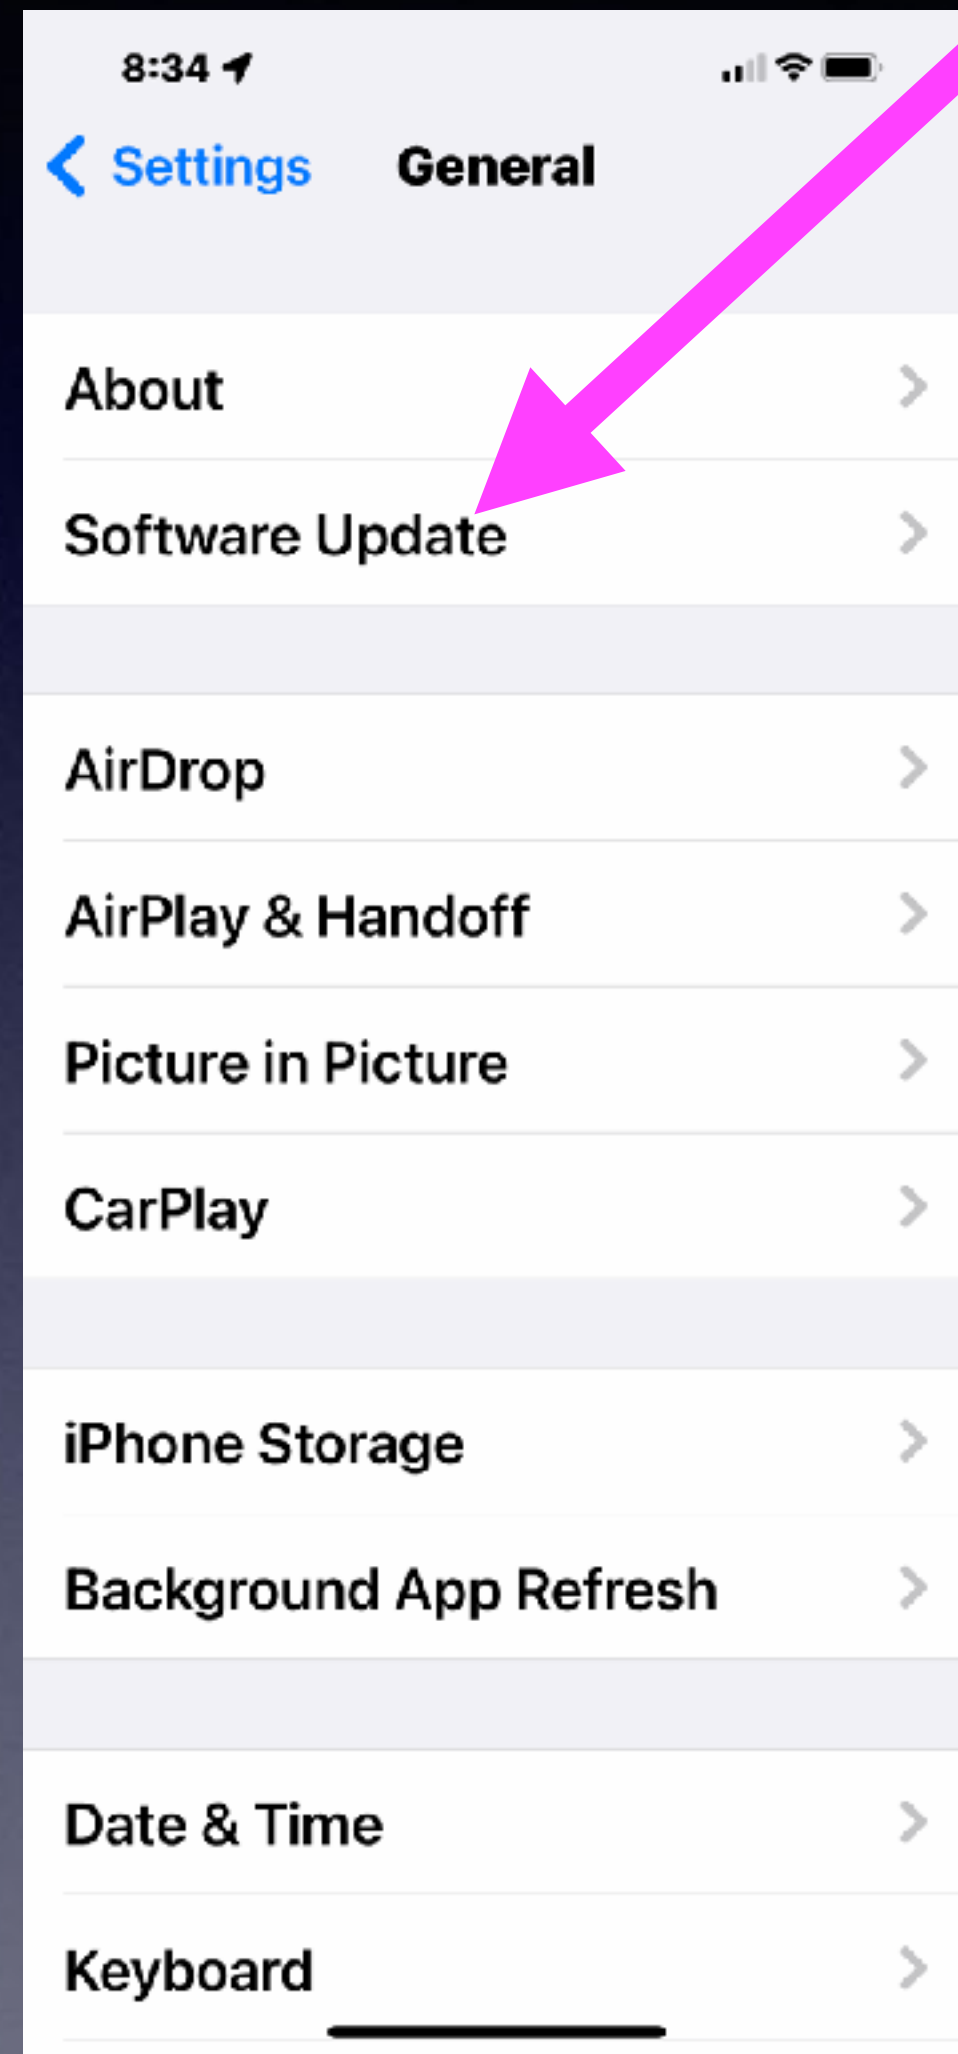 8:34
Settings General
About
Software Update
AirDrop
AirPlay & Handoff
Picture in Picture
CarPlay
iPhone Storage
Background App Refresh
Date & Time
Keyboard